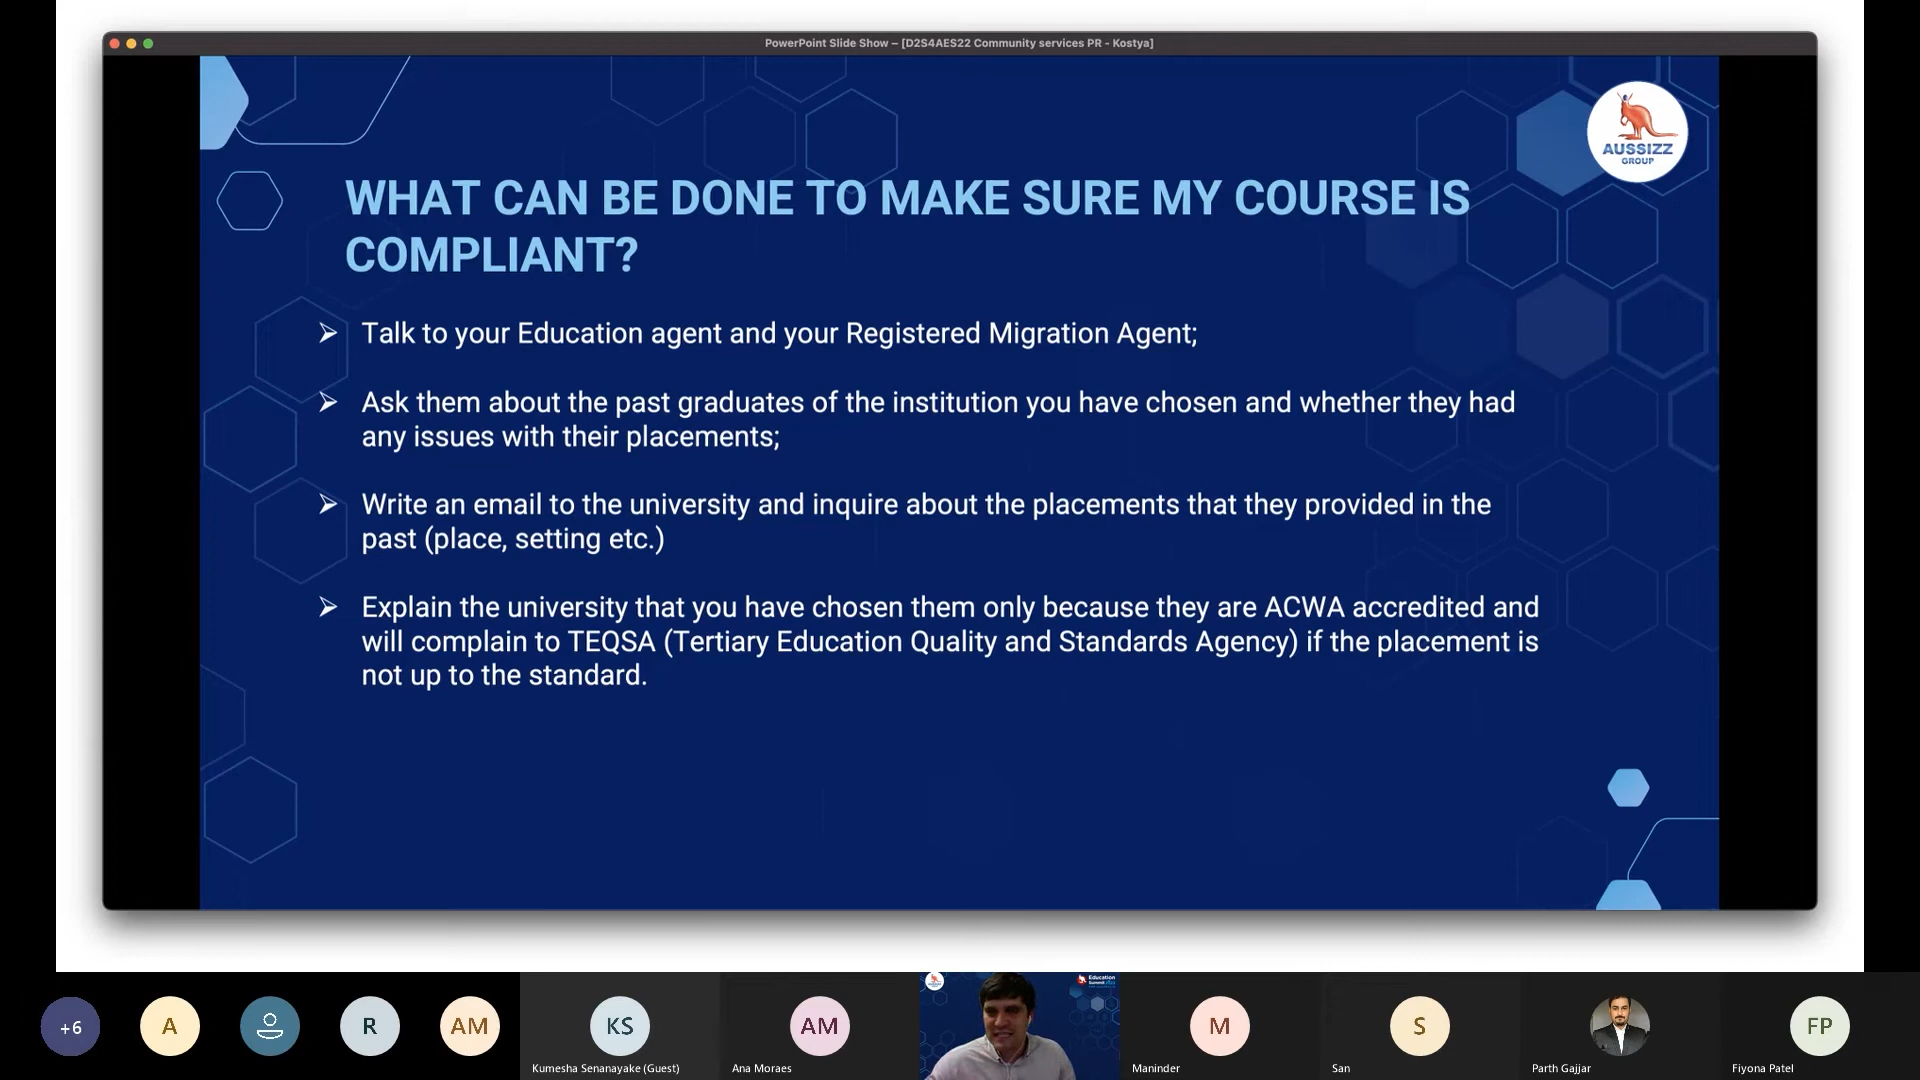 PowerPoint Slide Show – [D2S4AES22 Community services PR - Kostya]
AUSSIZZ
GROUP
WHAT CAN BE DONE TO MAKE SURE MY COURSE IS
COMPLIANT?
Talk to your Education agent and your Registered Migration Agent;
Ask them about the past graduates of the institution you have chosen and whether they had
any issues with their placements;
Write an email to the university and inquire about the placements that they provided in the
past (place, setting etc.)
Explain the university that you have chosen them only because they are ACWA accredited and
will complain to TEQSA (Tertiary Education Quality and Standards Agency) if the placement is
not up to the standard.
+6
A
R
AM
KS
Kumesha Senanayake (Guest)
AM
Ana Moraes
Education
M
Maninder
S
San
Parth Gajjar
FP
Fiyona Patel